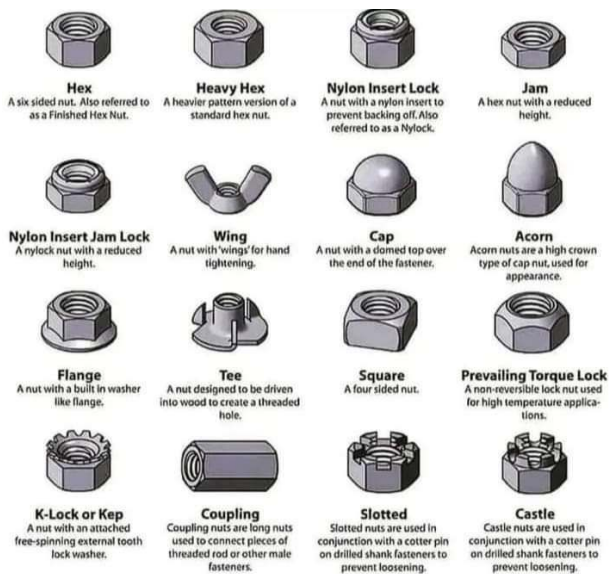 Hex
A six sided nut. Also referred to
as a Finished Hex Nut.
Heavy Hex
A heavier pattern version of a
standard hex nut.
Nylon Insert Lock
A nut with a nylon insert to
prevent backing off. Also
referred to as a Nylock.
Jam
A hex nut with a reduced
height.
Nylon Insert Jam Lock
A nylock nut with a reduced
height.
Wing
A nut with 'wings' for hand
tightening.
Cap
A nut with a domed top over
the end of the fastener.
Acorn
Acorn nuts are a high crown
type of cap nut, used for
appearance.
Flange
A nut with a built in washer
like flange.
Tee
A nut designed to be driven
into wood to create a threaded
hole.
Square
A four sided nut.
Prevailing Torque Lock
A non-reversible lock nut used
for high temperature applica-
tions.
K-Lock or Kep
A nut with an attached
free-spinning external tooth
lock washer.
Coupling
Coupling nuts are long nuts
used to connect pieces of
threaded rod or other male
fasteners.
Slotted
Slotted nuts are used in
conjunction with a cotter pin
on drilled shank fasteners to
prevent loosening.
Castle
Castle nuts are used in
conjunction with a cotter pin
on drilled shank fasteners to
prevent loosening.